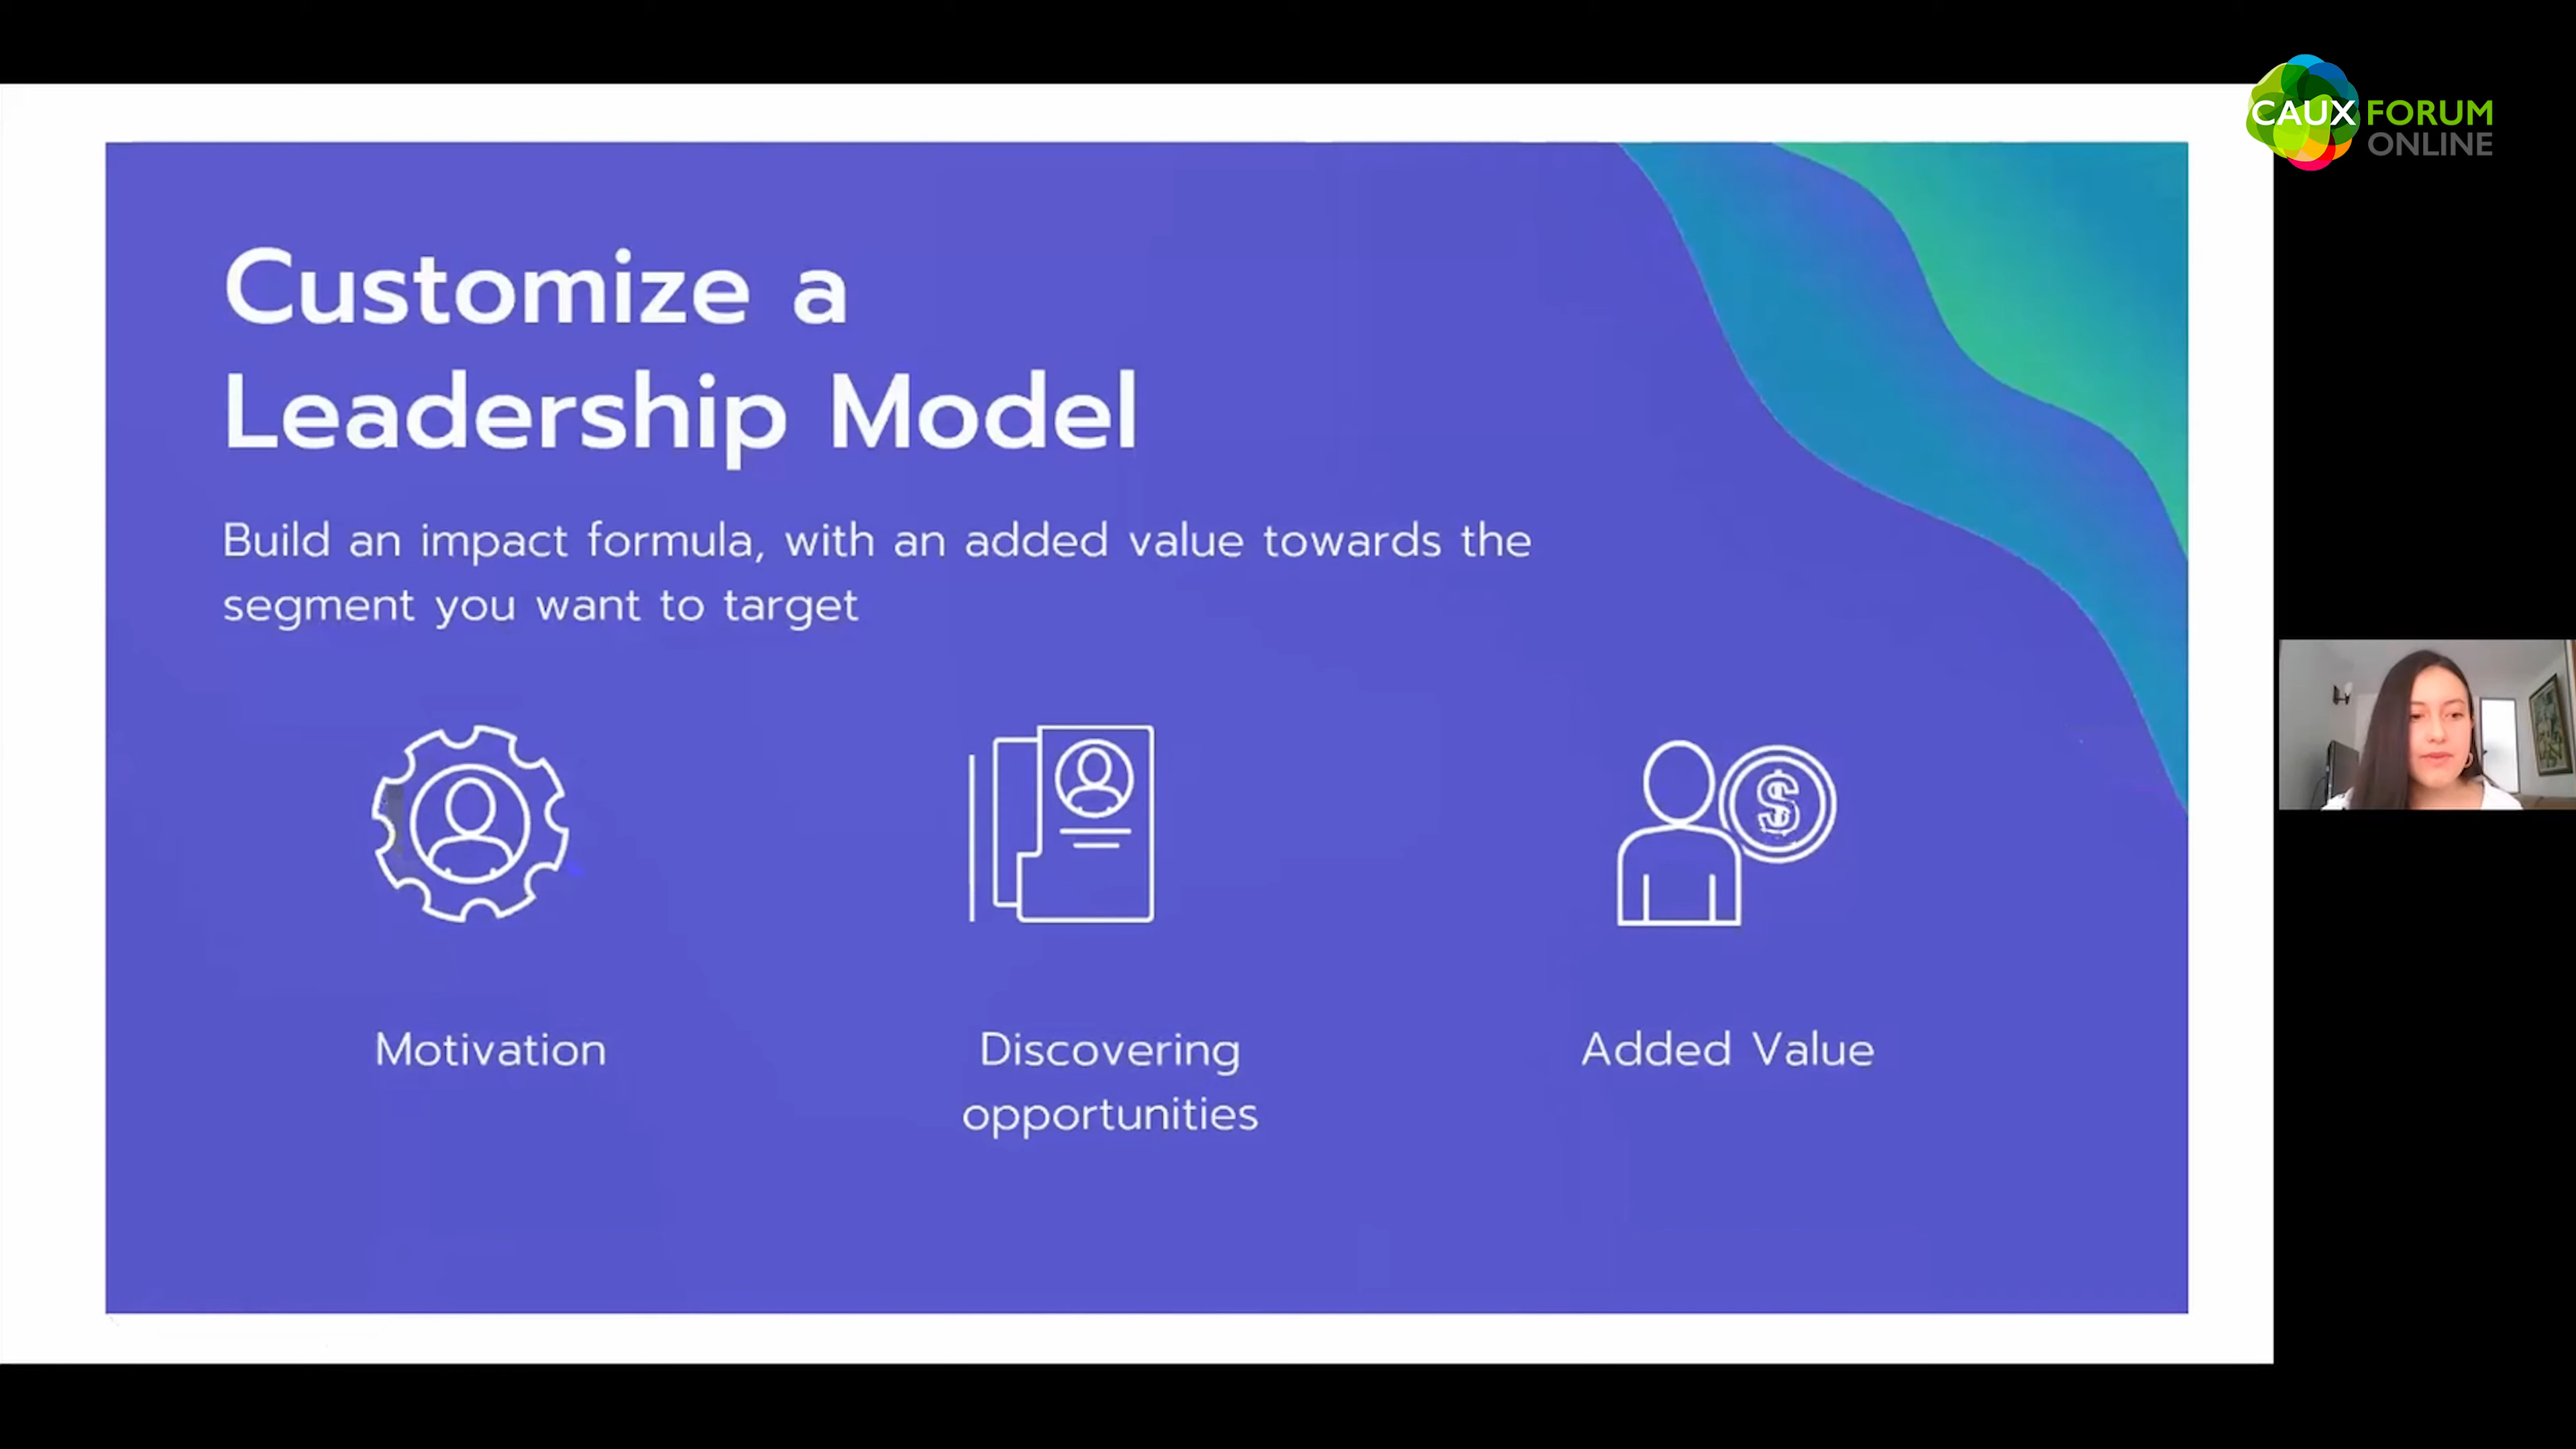 CAUX FORUM
ONLINE
Customize a
Leadership Model
Build an impact formula, with an added value towards the
segment you want to target
$
Motivation
Discovering
opportunities
Added Value